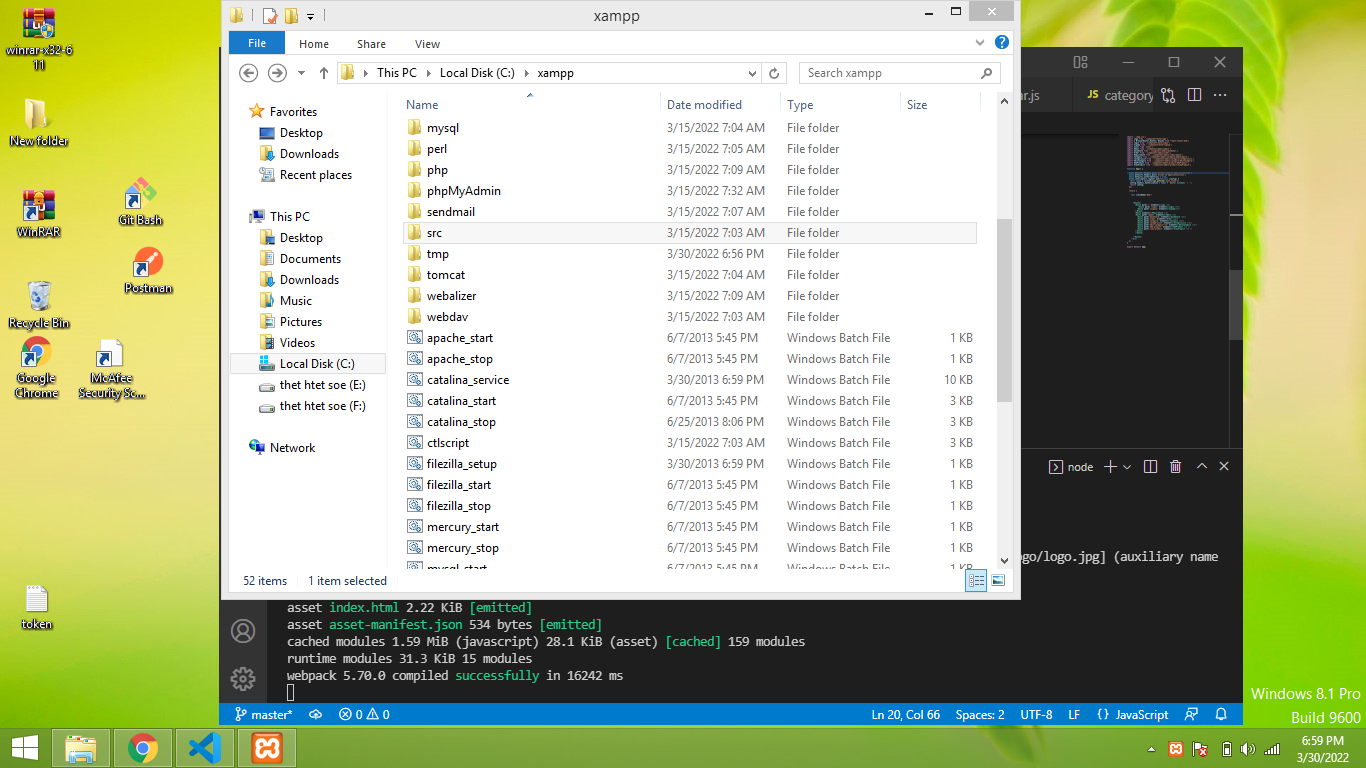 xampp
File Home Share View
This PC Local Disk (C:) xampp
Search xampp
Name Date modified Type Size
Favorites
Desktop
Downloads
Recent places
This PC
Desktop
Documents
Downloads
Music
Pictures
Videos
Local Disk (C:)
thet htet soe (E:)
thet htet soe (F:)
Network
mysql 3/15/2022 7:04 AM File folder
perl 3/15/2022 7:05 AM File folder
php 3/15/2022 7:09 AM File folder
phpMyAdmin 3/15/2022 7:32 AM File folder
sendmail 3/15/2022 7:07 AM File folder
src 3/15/2022 7:03 AM File folder
tmp 3/30/2022 6:56 PM File folder
tomcat 3/15/2022 7:04 AM File folder
webalizer 3/15/2022 7:09 AM File folder
webdav 3/15/2022 7:03 AM File folder
apache_start 6/7/2013 5:45 PM Windows Batch File 1 KB
apache_stop 6/7/2013 5:45 PM Windows Batch File 1 KB
catalina_service 3/30/2013 6:59 PM Windows Batch File 10 KB
catalina_start 6/7/2013 5:45 PM Windows Batch File 3 KB
catalina_stop 6/25/2013 8:06 PM Windows Batch File 3 KB
ctlscript 3/15/2022 7:03 AM Windows Batch File 3 KB
filezilla_setup 3/30/2013 6:59 PM Windows Batch File 1 KB
filezilla_start 6/7/2013 5:45 PM Windows Batch File 1 KB
filezilla_stop 6/7/2013 5:45 PM Windows Batch File 1 KB
mercury_start 6/7/2013 5:45 PM Windows Batch File 1 KB
mercury_stop 6/7/2013 5:45 PM Windows Batch File 1 KB
mysql_start 6/7/2013 5:45 PM Windows Batch File 1 KB
52 items 1 item selected
winrar-x32-6
11
New folder
WinRAR
Git Bash
Postman
Recycle Bin
Google
Chrome
McAfee
Security Sc...
token
ar.js JS category
node
ogo/logo.jpg] (auxiliary name
asset index.html 2.22 KiB [emitted]
asset asset-manifest.json 534 bytes [emitted]
cached modules 1.59 MiB (javascript) 28.1 KiB (asset) [cached] 159 modules
runtime modules 31.3 KiB 15 modules
webpack 5.70.0 compiled successfully in 16242 ms
master* 0 0 Ln 20, Col 66 Spaces: 2 UTF-8 LF {} JavaScript
Windows 8.1 Pro
Build 9600
6:59 PM
3/30/2022